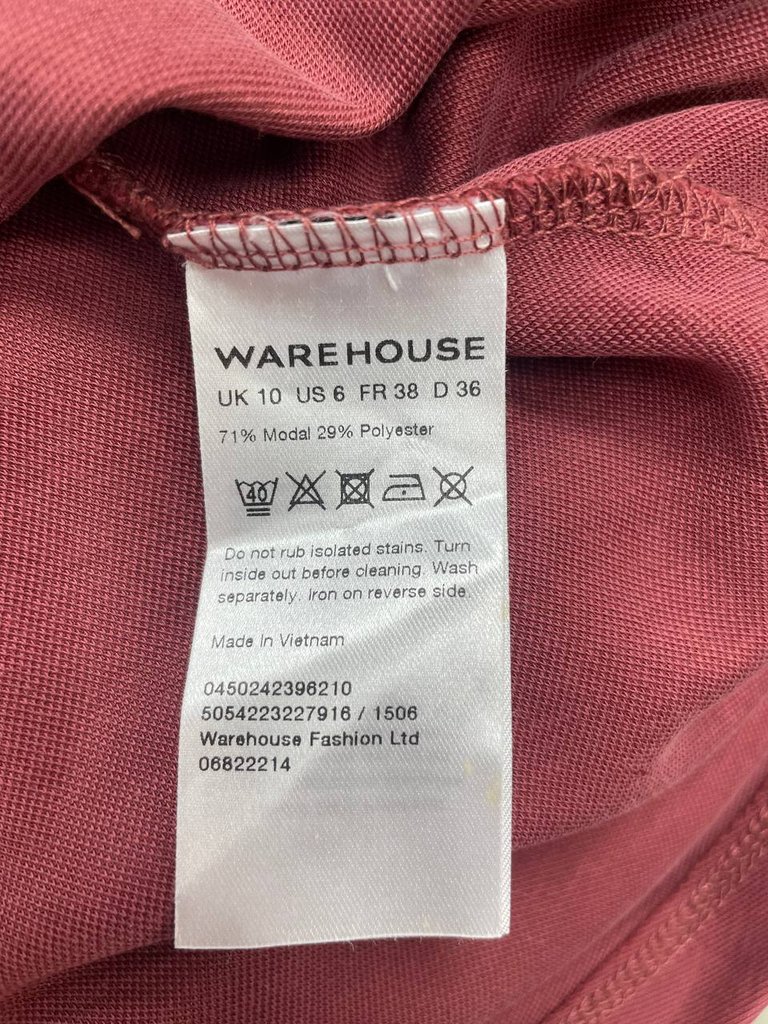 WAREHOUSE
UK 10 US 6 FR 38 D 36
71% Modal 29% Polyester
40
Do not rub isolated stains. Turn
inside out before cleaning. Wash
separately. Iron on reverse side.
Made In Vietnam
0450242396210
5054223227916 / 1506
Warehouse Fashion Ltd
06822214